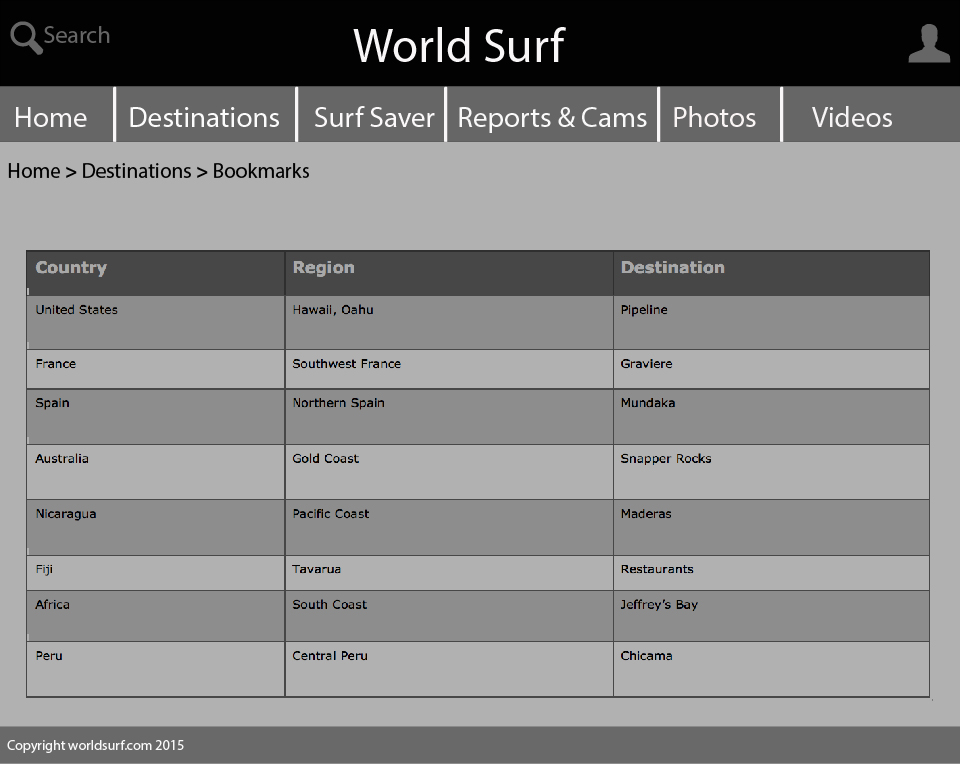 Search
World Surf
Home Destinations Surf Saver Reports & Cams Photos Videos
Home > Destinations > Bookmarks
Country Region Destination
United States Hawaii, Oahu Pipeline
France Southwest France Graviere
Spain Northern Spain Mundaka
Australia Gold Coast Snapper Rocks
Nicaragua Pacific Coast Maderas
Fiji Tavarua Restaurants
Africa South Coast Jeffrey's Bay
Peru Central Peru Chicama
Copyright worldsurf.com 2015